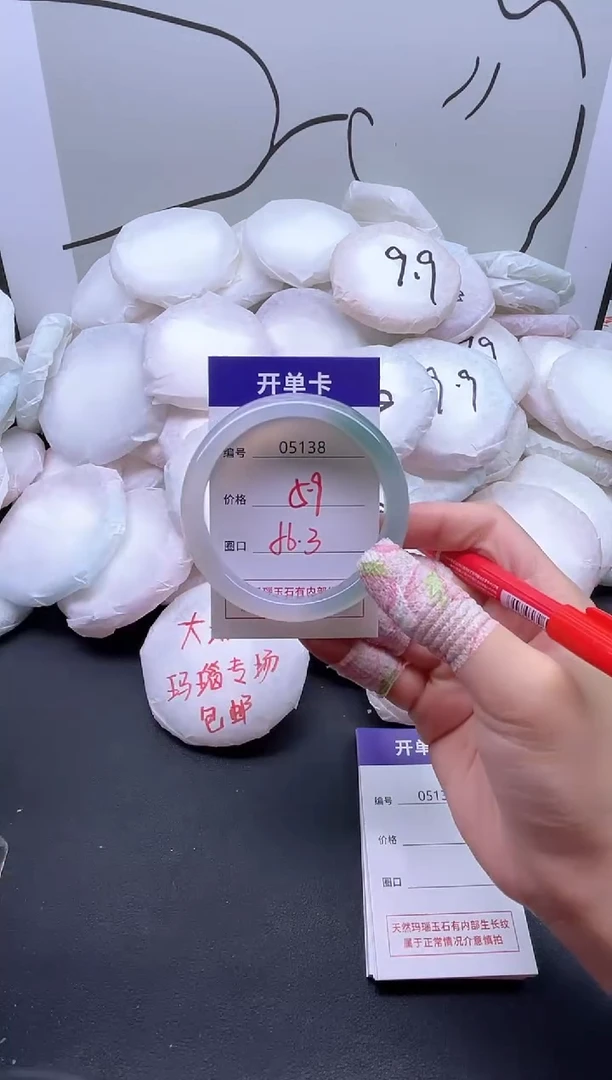 9.9
9.9
开单卡
编号 05138
价格 59
圈口 56.3
玛瑙专场
包邮
开单
编号 0513
价格
圈口
天然玛瑙玉石有内部生长纹
属于正常情况介意慎拍